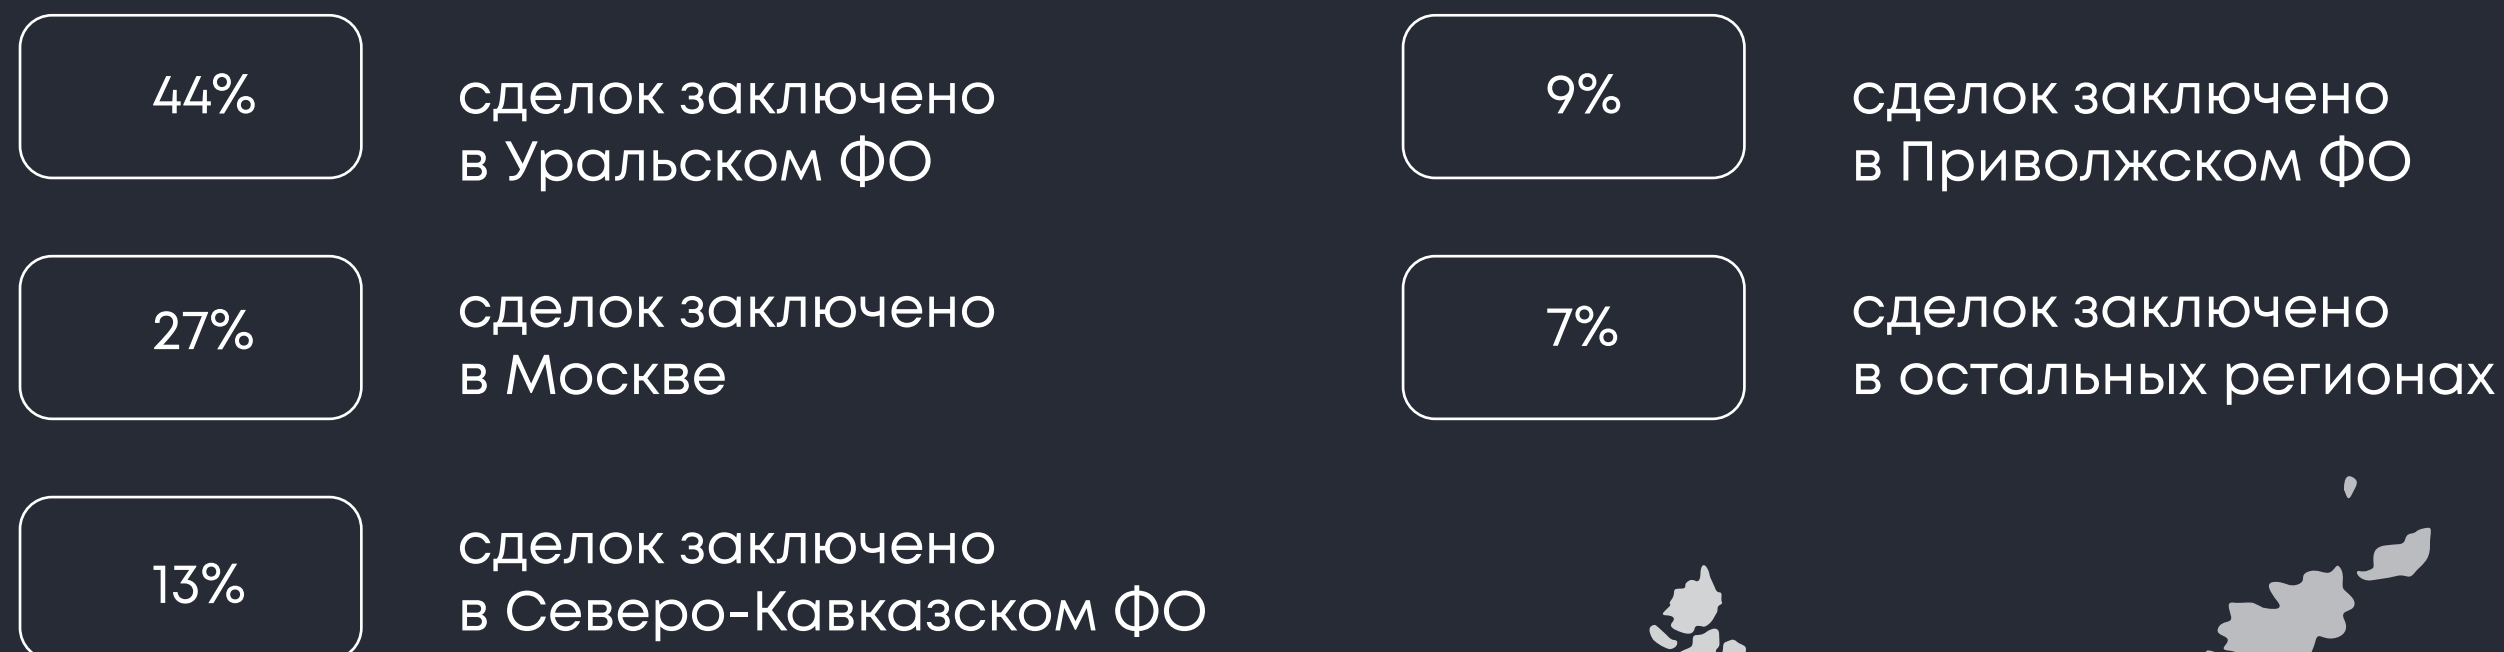 44%
сделок заключено
в Уральском ФО
27%
сделок заключено
в Москве
13%
сделок заключено
в Северо-Кавказском ФО
9%
сделок заключено
в Приволжском ФО
7%
сделок заключено
в остальных регионах